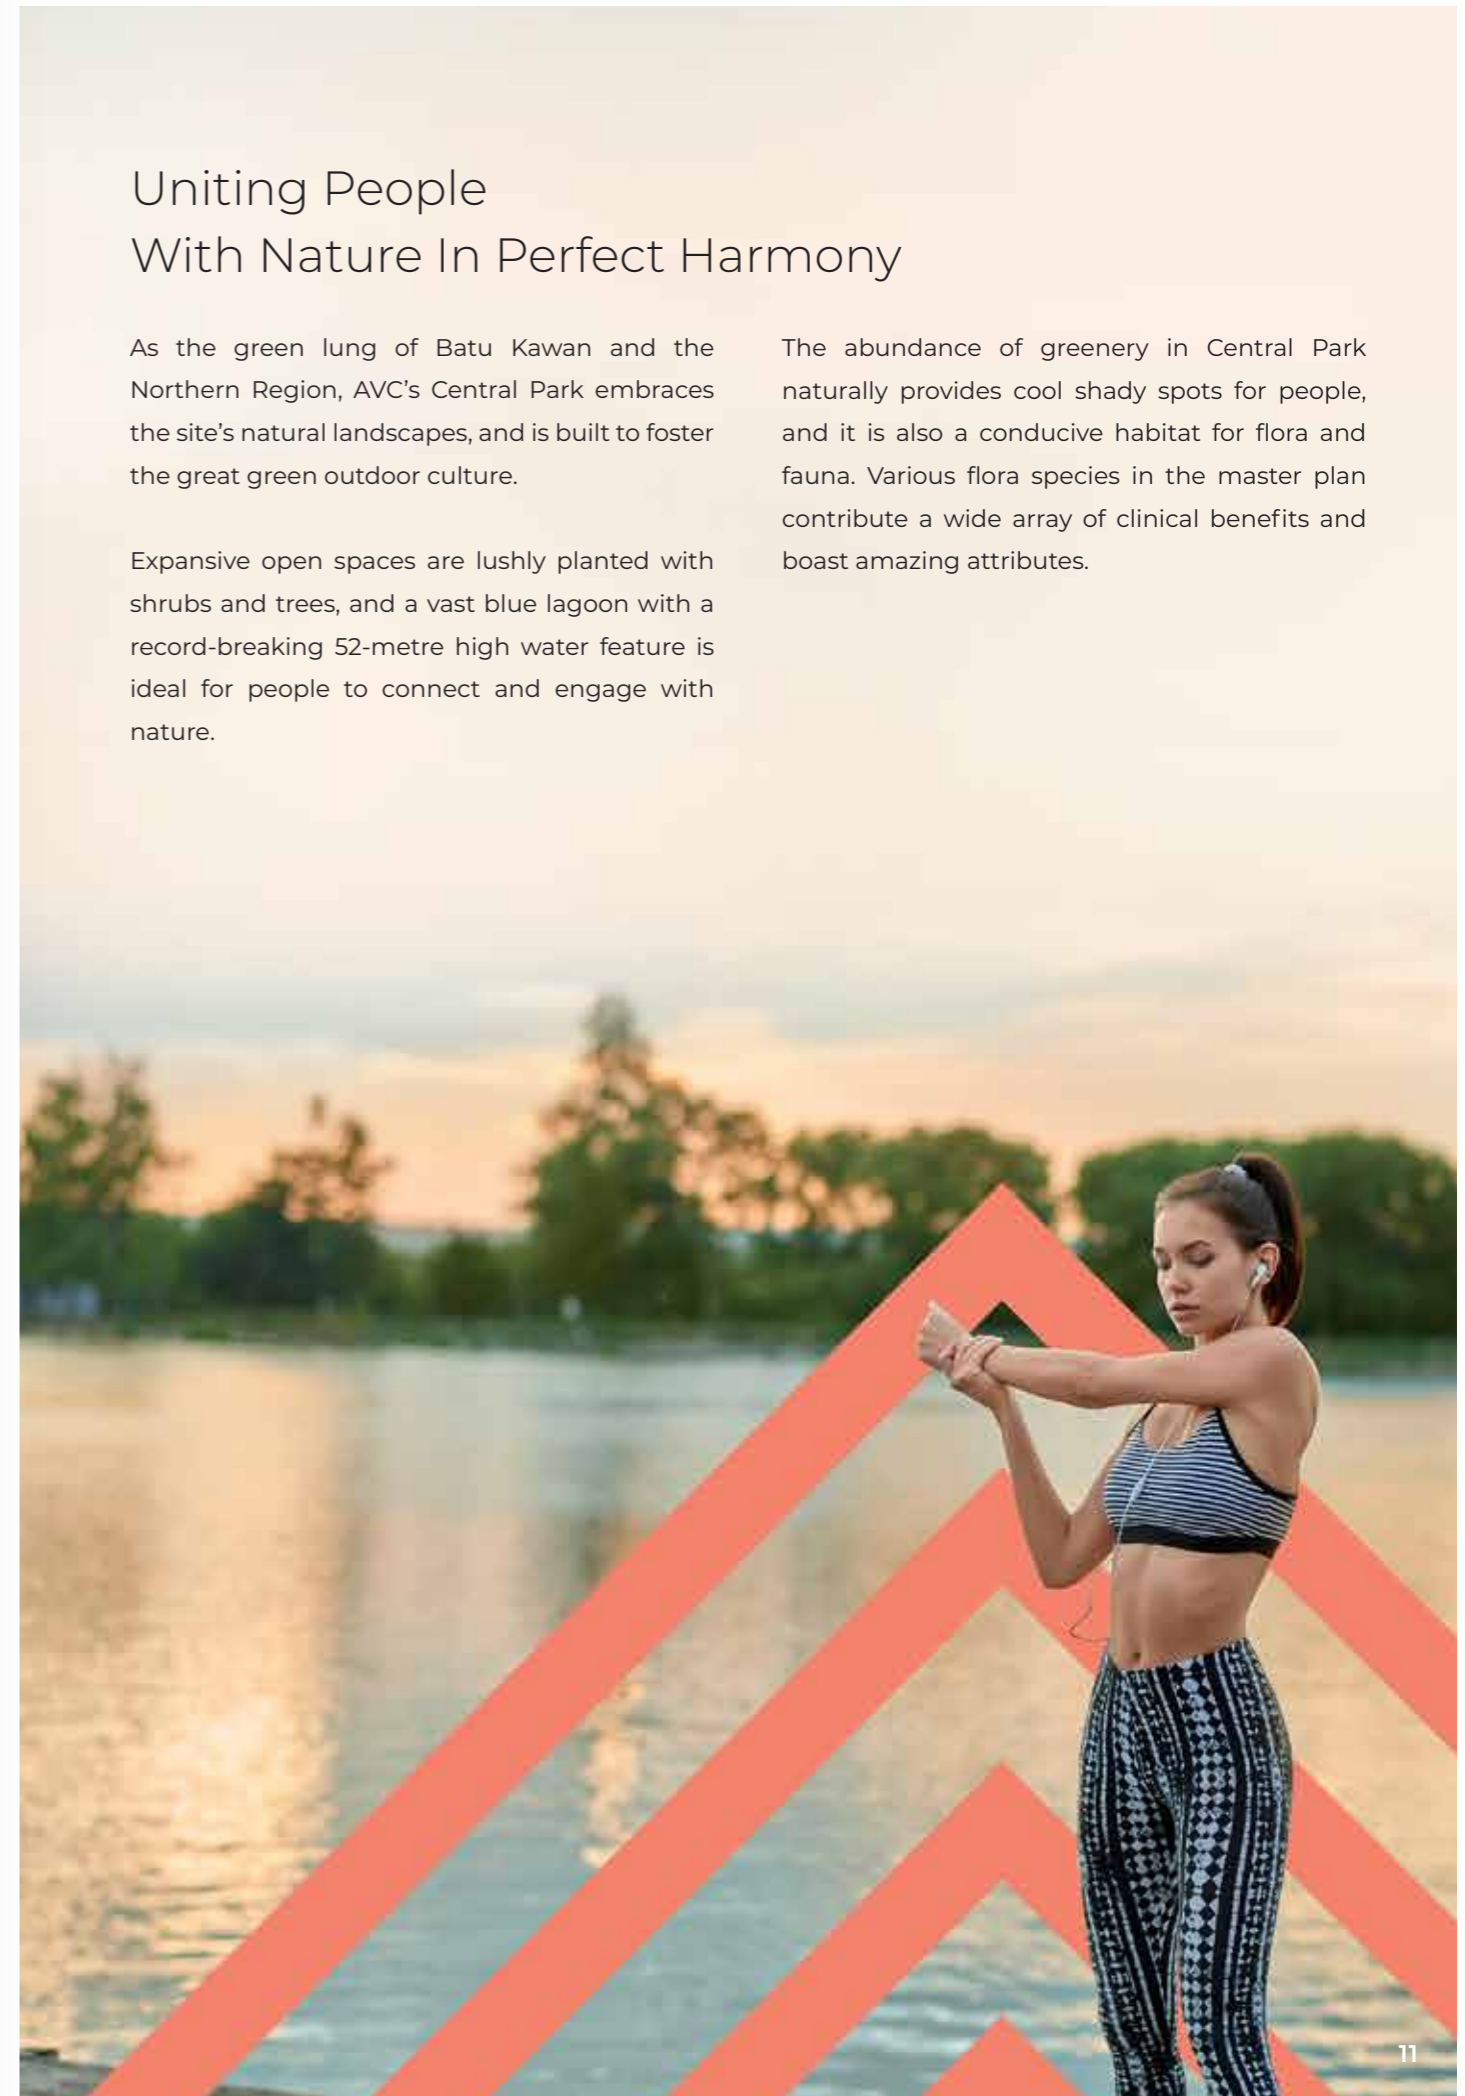 Uniting People
With Nature In Perfect Harmony
As the green lung of Batu Kawan and the
Northern Region, AVC’s Central Park embraces
the site’s natural landscapes, and is built to foster
the great green outdoor culture.
Expansive open spaces are lushly planted with
shrubs and trees, and a vast blue lagoon with a
record-breaking 52-metre high water feature is
ideal for people to connect and engage with
nature.
The abundance of greenery in Central Park
naturally provides cool shady spots for people,
and it is also a conducive habitat for flora and
fauna. Various flora species in the master plan
contribute a wide array of clinical benefits and
boast amazing attributes.
11